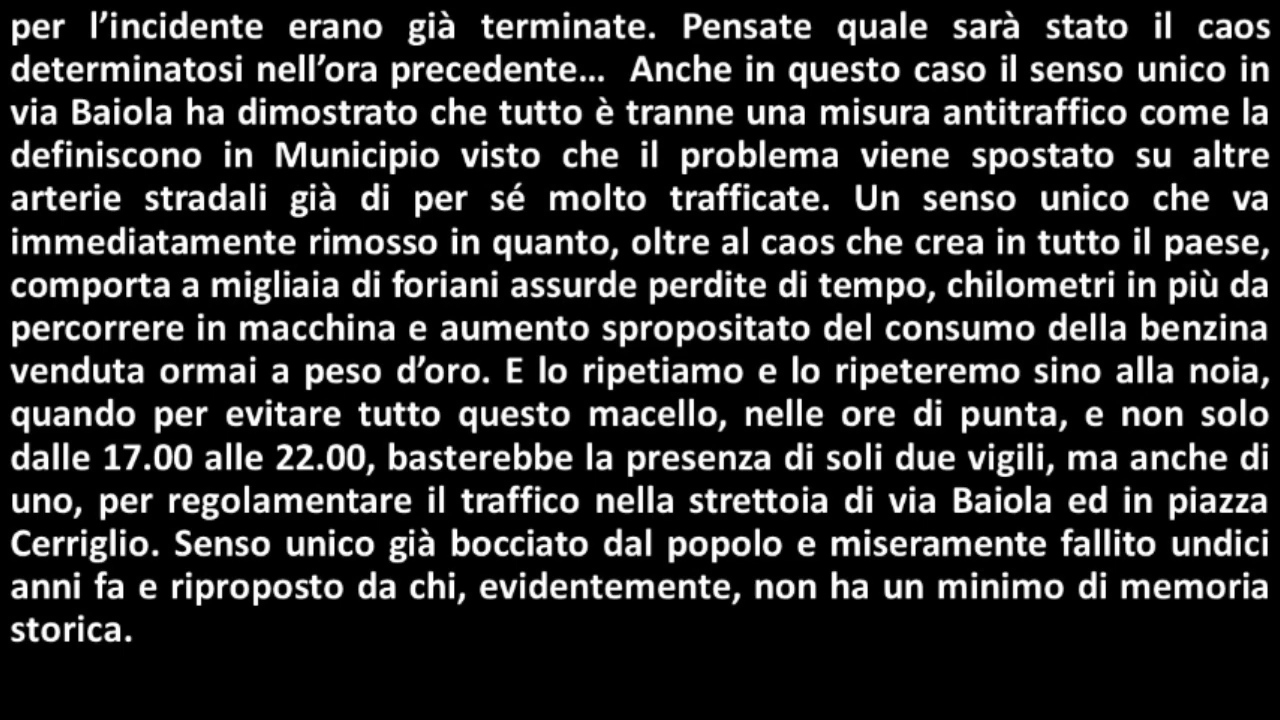 per l’incidente erano già terminate. Pensate quale sarà stato il caos
determinatosi nell’ora precedente…  Anche in questo caso il senso unico in
via Baiola ha dimostrato che tutto è tranne una misura antitraffico come la
definiscono in Municipio visto che il problema viene spostato su altre
arterie stradali già di per sé molto trafficate. Un senso unico che va
immediatamente rimosso in quanto, oltre al caos che crea in tutto il paese,
comporta a migliaia di foriani assurde perdite di tempo, chilometri in più da
percorrere in macchina e aumento spropositato del consumo della benzina
venduta ormai a peso d’oro. E lo ripetiamo e lo ripeteremo sino alla noia,
quando per evitare tutto questo macello, nelle ore di punta, e non solo
dalle 17.00 alle 22.00, basterebbe la presenza di soli due vigili, ma anche di
uno, per regolamentare il traffico nella strettoia di via Baiola ed in piazza
Cerriglio. Senso unico già bocciato dal popolo e miseramente fallito undici
anni fa e riproposto da chi, evidentemente, non ha un minimo di memoria
storica.